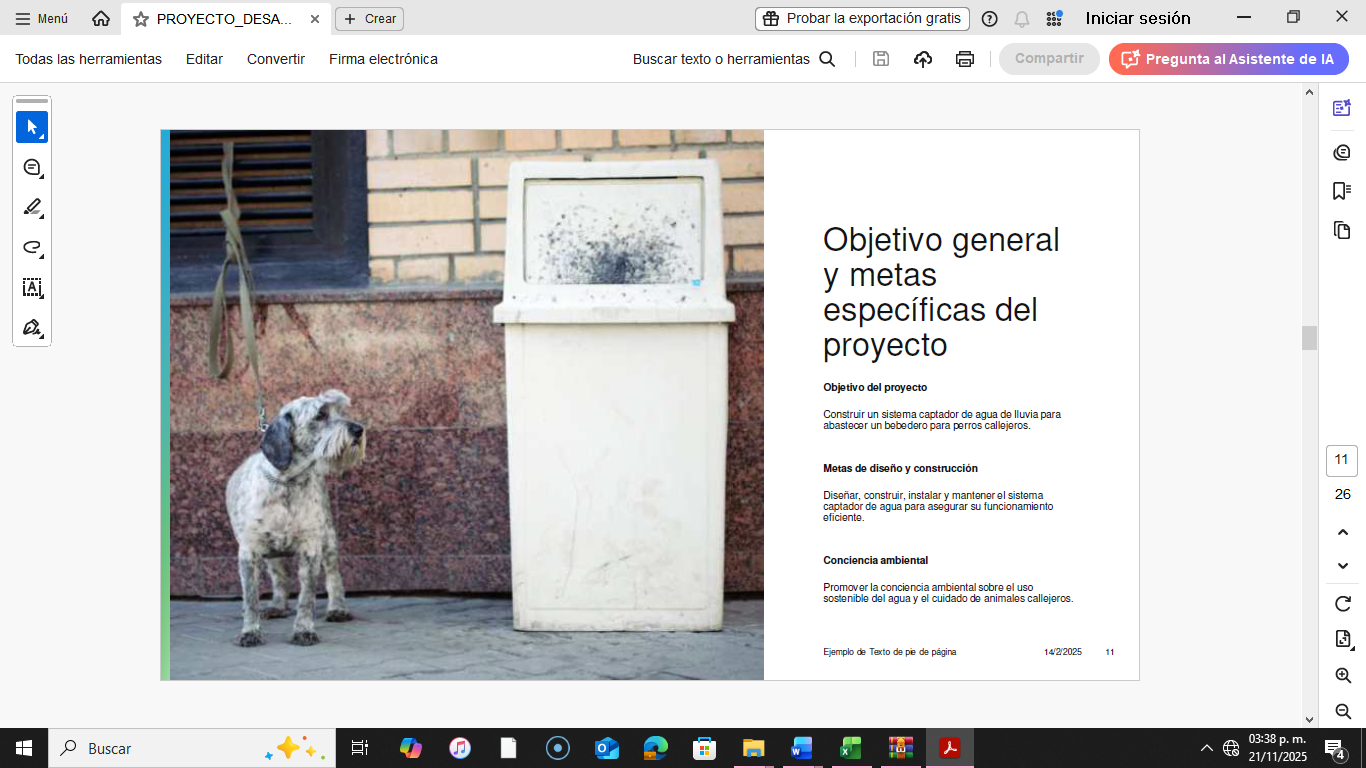 Menú
PROYECTO_DESA...
Crear
Probar la exportación gratis
Iniciar sesión
Todas las herramientas
Editar
Convertir
Firma electrónica
Buscar texto o herramientas
Compartir
Pregunta al Asistente de IA
Objetivo general
y metas
específicas del
proyecto
Objetivo del proyecto
Construir un sistema captador de agua de lluvia para
abastecer un bebedero para perros callejeros.
Metas de diseño y construcción
Diseñar, construir, instalar y mantener el sistema
captador de agua para asegurar su funcionamiento
eficiente.
Conciencia ambiental
Promover la conciencia ambiental sobre el uso
sostenible del agua y el cuidado de animales callejeros.
Ejemplo de Texto de pie de página
14/2/2025
11
11
26
Buscar
03:38 p. m.
21/11/2025
4